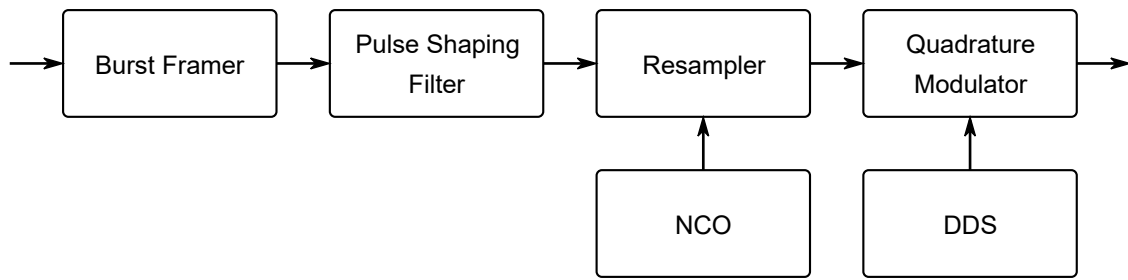 Burst Framer
Pulse Shaping
Filter
Resampler
Quadrature
Modulator
NCO
DDS